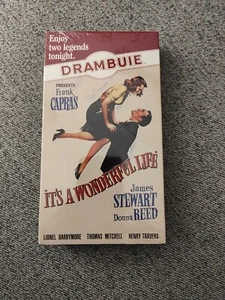 Enjoy
two legends
tonight.
DRAMBUIE
PRESENTS
Frank
CAPRA'S
"IT'S A WONDERFUL LIFE"
James
STEWART
Donna REED
LIONEL BARRYMORE THOMAS MITCHELL HENRY TRAVERS